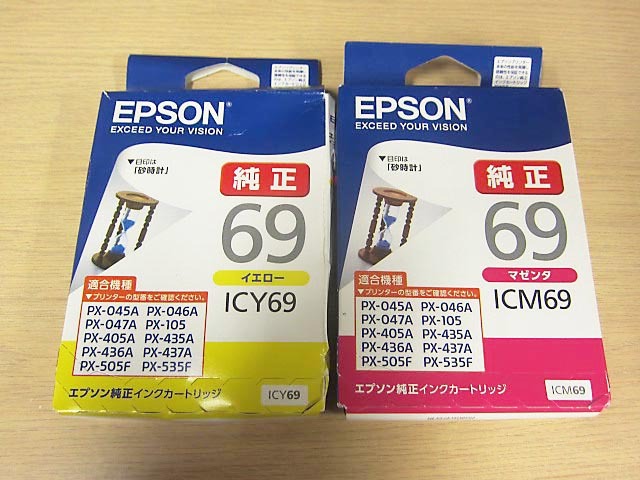 EPSON
EXCEED YOUR VISION
▼目印は
「砂時計」
純正
69
イエロー
ICY69
適合機種
▼プリンターの型番をご確認ください。
PX-045A PX-046A
PX-047A PX-105
PX-405A PX-435A
PX-436A PX-437A
PX-505F PX-535F
エプソン純正インクカートリッジ
ICY69
EPSON
EXCEED YOUR VISION
▼目印は
「砂時計」
純正
69
マゼンタ
ICM69
適合機種
▼プリンターの型番をご確認ください。
PX-045A PX-046A
PX-047A PX-105
PX-405A PX-435A
PX-436A PX-437A
PX-505F PX-535F
エプソン純正インクカートリッジ
ICM69